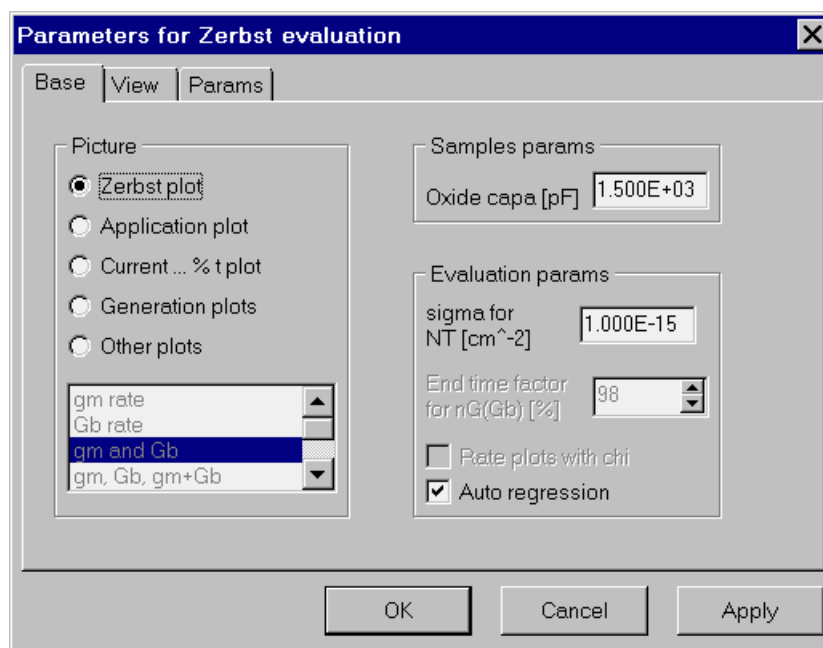 Parameters for Zerbst evaluation
Base View Params
Picture
Zerbst plot
Application plot
Current ... % t plot
Generation plots
Other plots
gm rate
Gb rate
gm and Gb
gm, Gb, gm+Gb
Samples params
Oxide capa [pF] 1.500E+03
Evaluation params
sigma for
NT [cm^-2] 1.000E-15
End time factor
for nG(Gb) [%] 98
Rate plots with chi
Auto regression
OK Cancel Apply